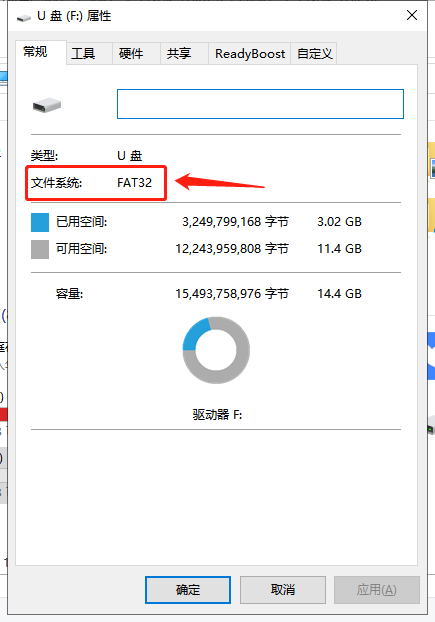 U 盘 (F:) 属性
常规 工具 硬件 共享 ReadyBoost 自定义
类型: U 盘
文件系统: FAT32
已用空间: 3,249,799,168 字节 3.02 GB
可用空间: 12,243,959,808 字节 11.4 GB
容量: 15,493,758,976 字节 14.4 GB
驱动器 F:
确定 取消 应用(A)